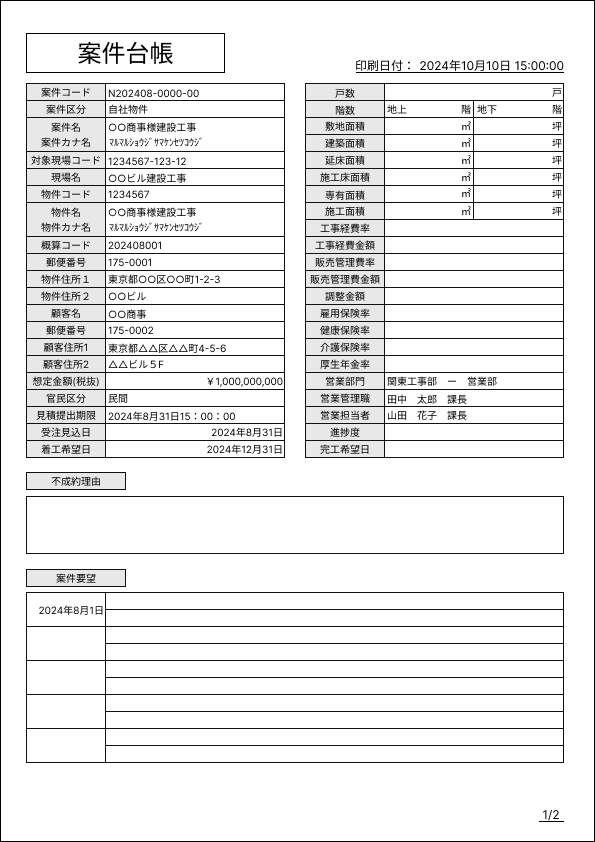 案件台帳
印刷日付： 2024年10月10日 15:00:00
案件コード N202408-0000-00
案件区分 自社物件
案件名 〇〇商事様建設工事
案件カナ名 ﾏﾙﾏﾙｼｮｳｼﾞｻﾏｹﾝｾﾂｺｳｼﾞ
対象現場コード 1234567-123-12
現場名 〇〇ビル建設工事
物件コード 1234567
物件名 〇〇商事様建設工事
物件カナ名 ﾏﾙﾏﾙｼｮｳｼﾞｻﾏｹﾝｾﾂｺｳｼﾞ
概算コード 202408001
郵便番号 175-0001
物件住所１ 東京都〇〇区〇〇町1-2-3
物件住所２ 〇〇ビル
顧客名 〇〇商事
郵便番号 175-0002
顧客住所1 東京都△△区△△町4-5-6
顧客住所2 △△ビル５F
想定金額(税抜) ￥1,000,000,000
官民区分 民間
見積提出期限 2024年8月31日15：00：00
受注見込日 2024年8月31日
着工希望日 2024年12月31日
戸数 戸
階数 地上 階 地下 階
敷地面積 ㎡ 坪
建築面積 ㎡ 坪
延床面積 ㎡ 坪
施工床面積 ㎡ 坪
専有面積 ㎡ 坪
施工面積 ㎡ 坪
工事経費率
工事経費金額
販売管理費率
販売管理費金額
調整金額
雇用保険率
健康保険率
介護保険率
厚生年金率
営業部門 関東工事部　ー　営業部
営業管理職 田中　太郎　課長
営業担当者 山田　花子　課長
進捗度
完工希望日
不成約理由
案件要望
2024年8月1日
1/2